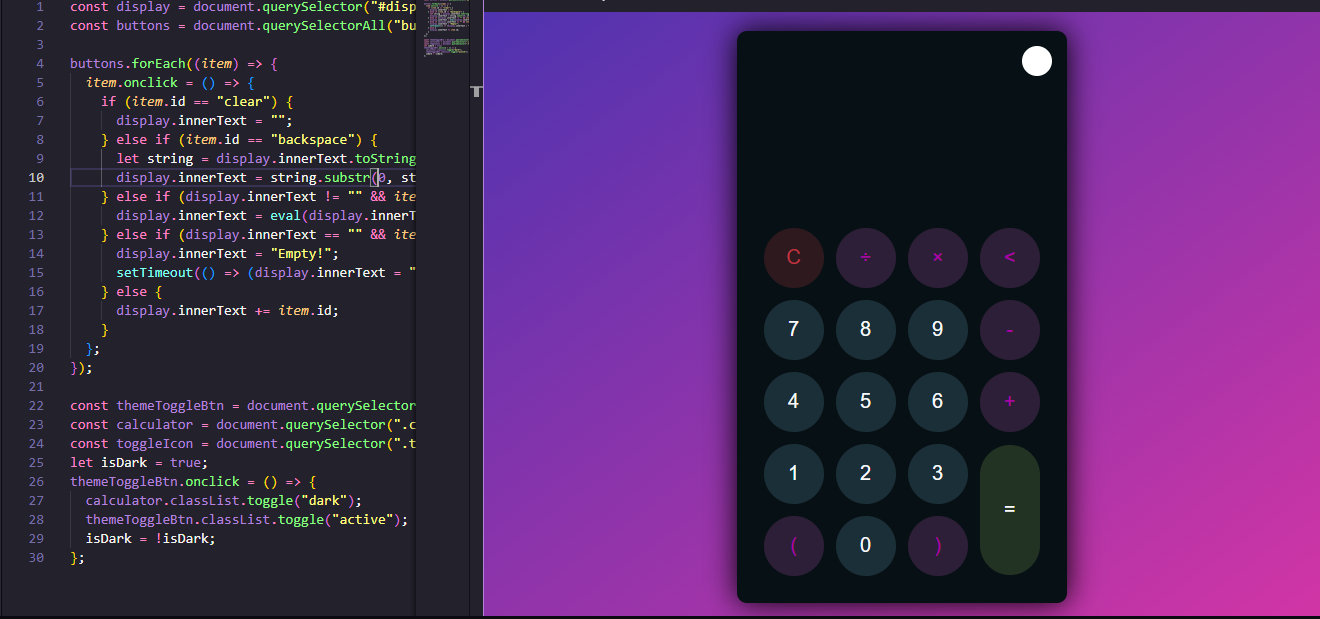 1 const display = document.querySelector("#disp
2 const buttons = document.querySelectorAll("bu
3
4 buttons.forEach((item) => {
5 item.onclick = () => {
6 if (item.id == "clear") {
7 display.innerText = "";
8 } else if (item.id == "backspace") {
9 let string = display.innerText.toString
10 display.innerText = string.substr(0, st
11 } else if (display.innerText != "" && ite
12 display.innerText = eval(display.innerT
13 } else if (display.innerText == "" && ite
14 display.innerText = "Empty!";
15 setTimeout(() => (display.innerText = "
16 } else {
17 display.innerText += item.id;
18 }
19 };
20 });
21
22 const themeToggleBtn = document.querySelector
23 const calculator = document.querySelector(".c
24 const toggleIcon = document.querySelector(".t
25 let isDark = true;
26 themeToggleBtn.onclick = () => {
27 calculator.classList.toggle("dark");
28 themeToggleBtn.classList.toggle("active");
29 isDark = !isDark;
30 };
C ÷ × <
7 8 9 -
4 5 6 +
1 2 3
=
( 0 )